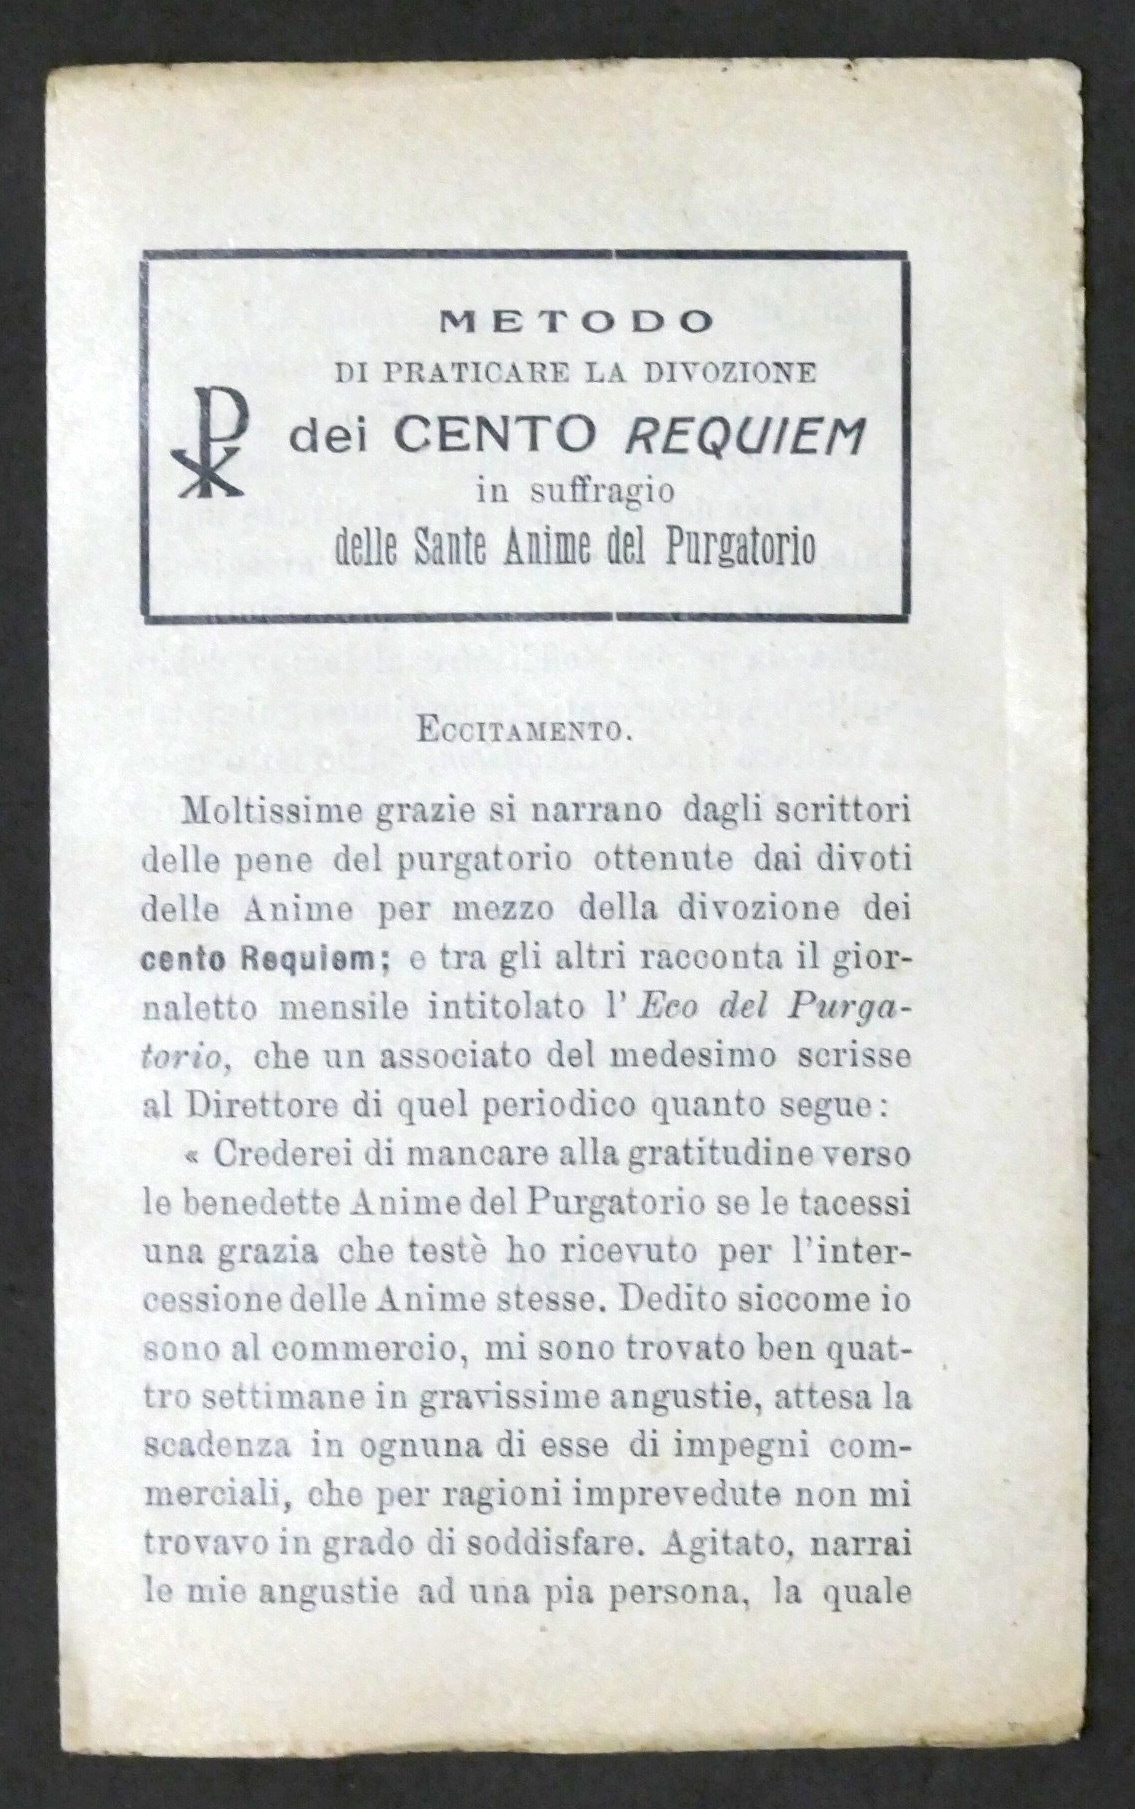 METODO
DI PRATICARE LA DIVOZIONE
dei CENTO REQUIEM
in suffragio
delle Sante Anime del Purgatorio
ECCITAMENTO.
Moltissime grazie si narrano dagli scrittori
delle pene del purgatorio ottenute dai divoti
delle Anime per mezzo della divozione dei
cento Requiem; e tra gli altri racconta il gior-
naletto mensile intitolato l' Eco del Purga-
torio, che un associato del medesimo scrisse
al Direttore di quel periodico quanto segue:
« Crederei di mancare alla gratitudine verso
le benedette Anime del Purgatorio se le tacessi
una grazia che testè ho ricevuto per l'inter-
cessione delle Anime stesse. Dedito siccome io
sono al commercio, mi sono trovato ben quat-
tro settimane in gravissime angustie, attesa la
scadenza in ognuna di esse di impegni com-
merciali, che per ragioni imprevedute non mi
trovavo in grado di soddisfare. Agitato, narrai
le mie angustie ad una pia persona, la quale